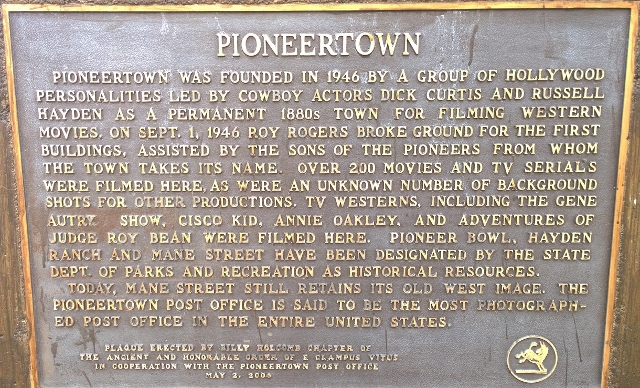 PIONEERTOWN
PIONEERTOWN WAS FOUNDED IN 1946 BY A GROUP OF HOLLYWOOD
PERSONALITIES LED BY COWBOY ACTORS DICK CURTIS AND RUSSELL
HAYDEN AS A PERMANENT 1880s TOWN FOR FILMING WESTERN
MOVIES. ON SEPT. 1, 1946 ROY ROGERS BROKE GROUND FOR THE FIRST
BUILDINGS, ASSISTED BY THE SONS OF THE PIONEERS FROM WHOM
THE TOWN TAKES ITS NAME. OVER 200 MOVIES AND TV SERIALS
WERE FILMED HERE, AS WERE AN UNKNOWN NUMBER OF BACKGROUND
SHOTS FOR OTHER PRODUCTIONS. TV WESTERNS, INCLUDING THE GENE
AUTRY SHOW, CISCO KID, ANNIE OAKLEY, AND ADVENTURES OF
JUDGE ROY BEAN WERE FILMED HERE. PIONEER BOWL, HAYDEN
RANCH AND MANE STREET HAVE BEEN DESIGNATED BY THE STATE
DEPT. OF PARKS AND RECREATION AS HISTORICAL RESOURCES.
TODAY, MANE STREET STILL RETAINS ITS OLD WEST IMAGE. THE
PIONEERTOWN POST OFFICE IS SAID TO BE THE MOST PHOTOGRAPH-
ED POST OFFICE IN THE ENTIRE UNITED STATES.
PLAQUE ERECTED BY BILLY HOLCOMB CHAPTER OF
THE ANCIENT AND HONORABLE ORDER OF E CLAMPUS VITUS
IN COOPERATION WITH THE PIONEERTOWN POST OFFICE
MAY 2,